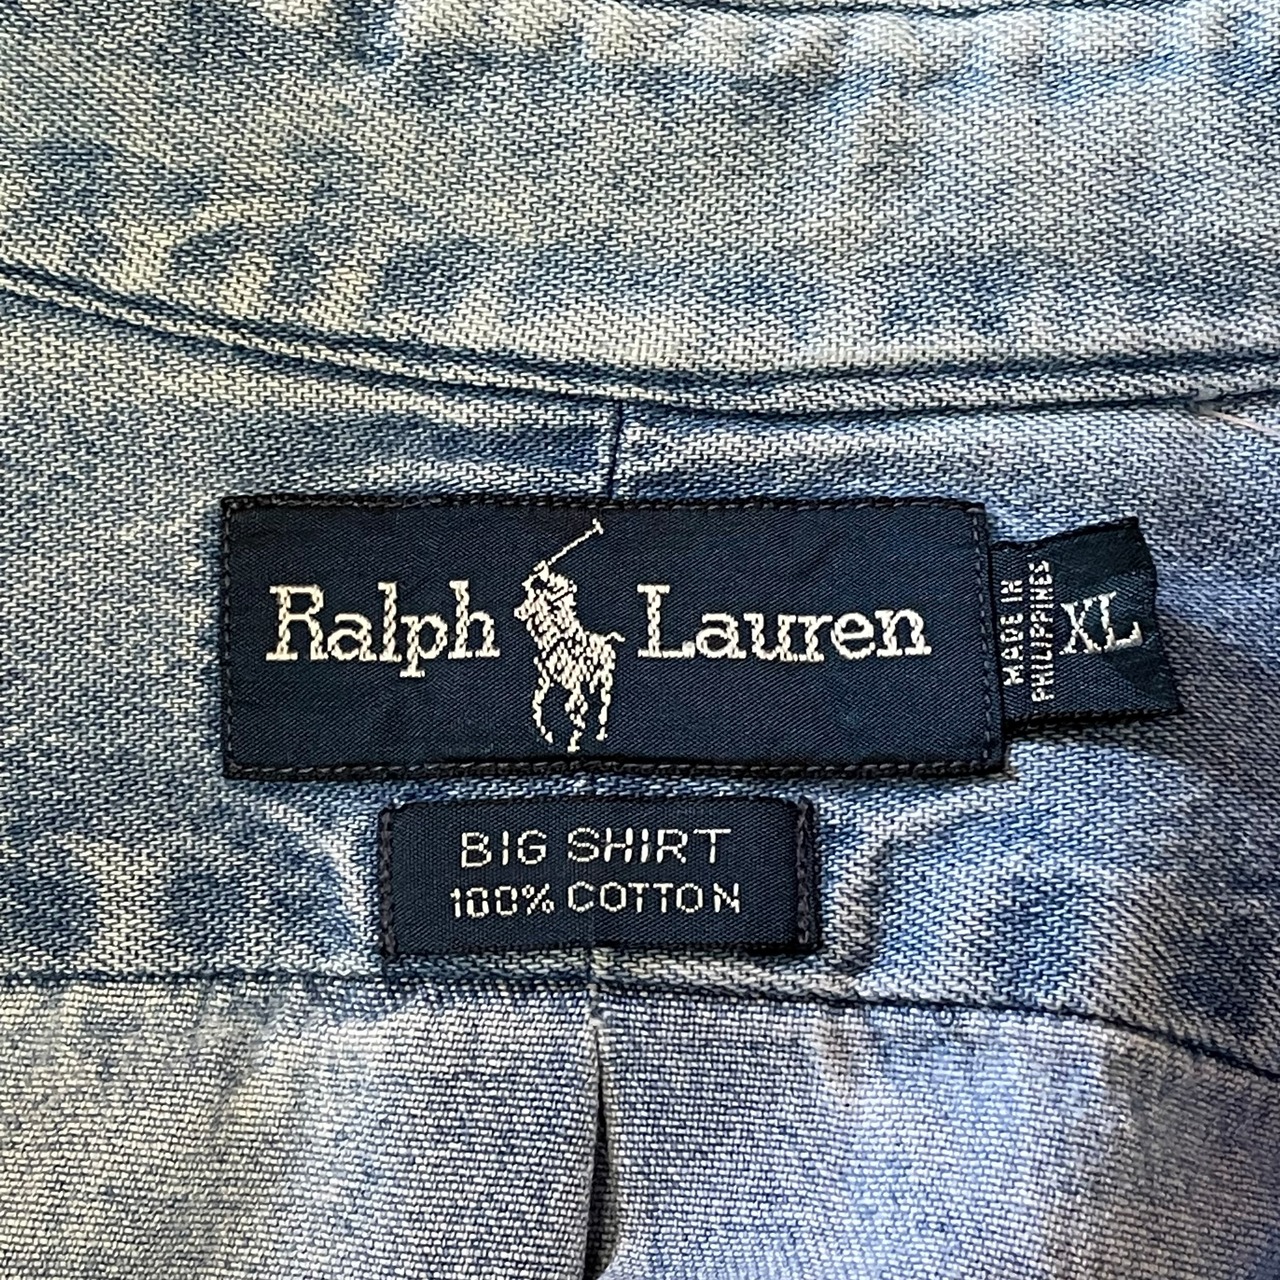 Ralph Lauren
MADE IN
PHILIPPINES
XL
BIG SHIRT
100% COTTON